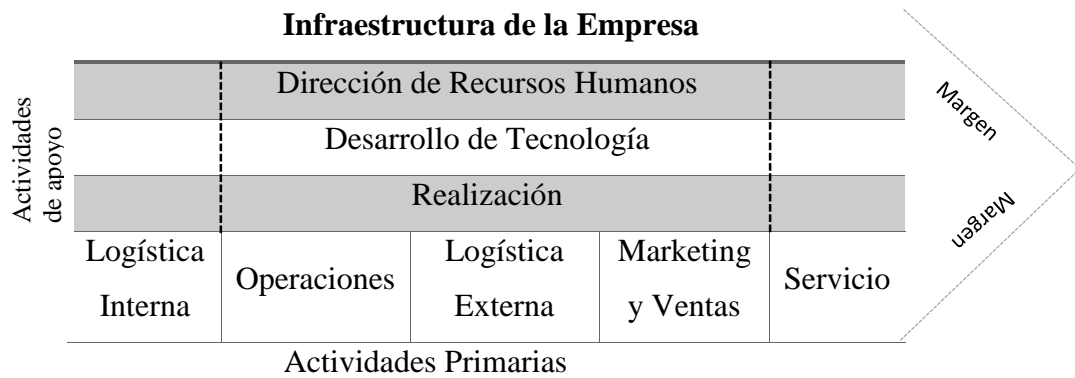 Infraestructura de la Empresa
Actividades
de apoyo
Dirección de Recursos Humanos
Desarrollo de Tecnología
Realización
Logística
Interna
Operaciones
Logística
Externa
Marketing
y Ventas
Servicio
Actividades Primarias
Margen
Margen